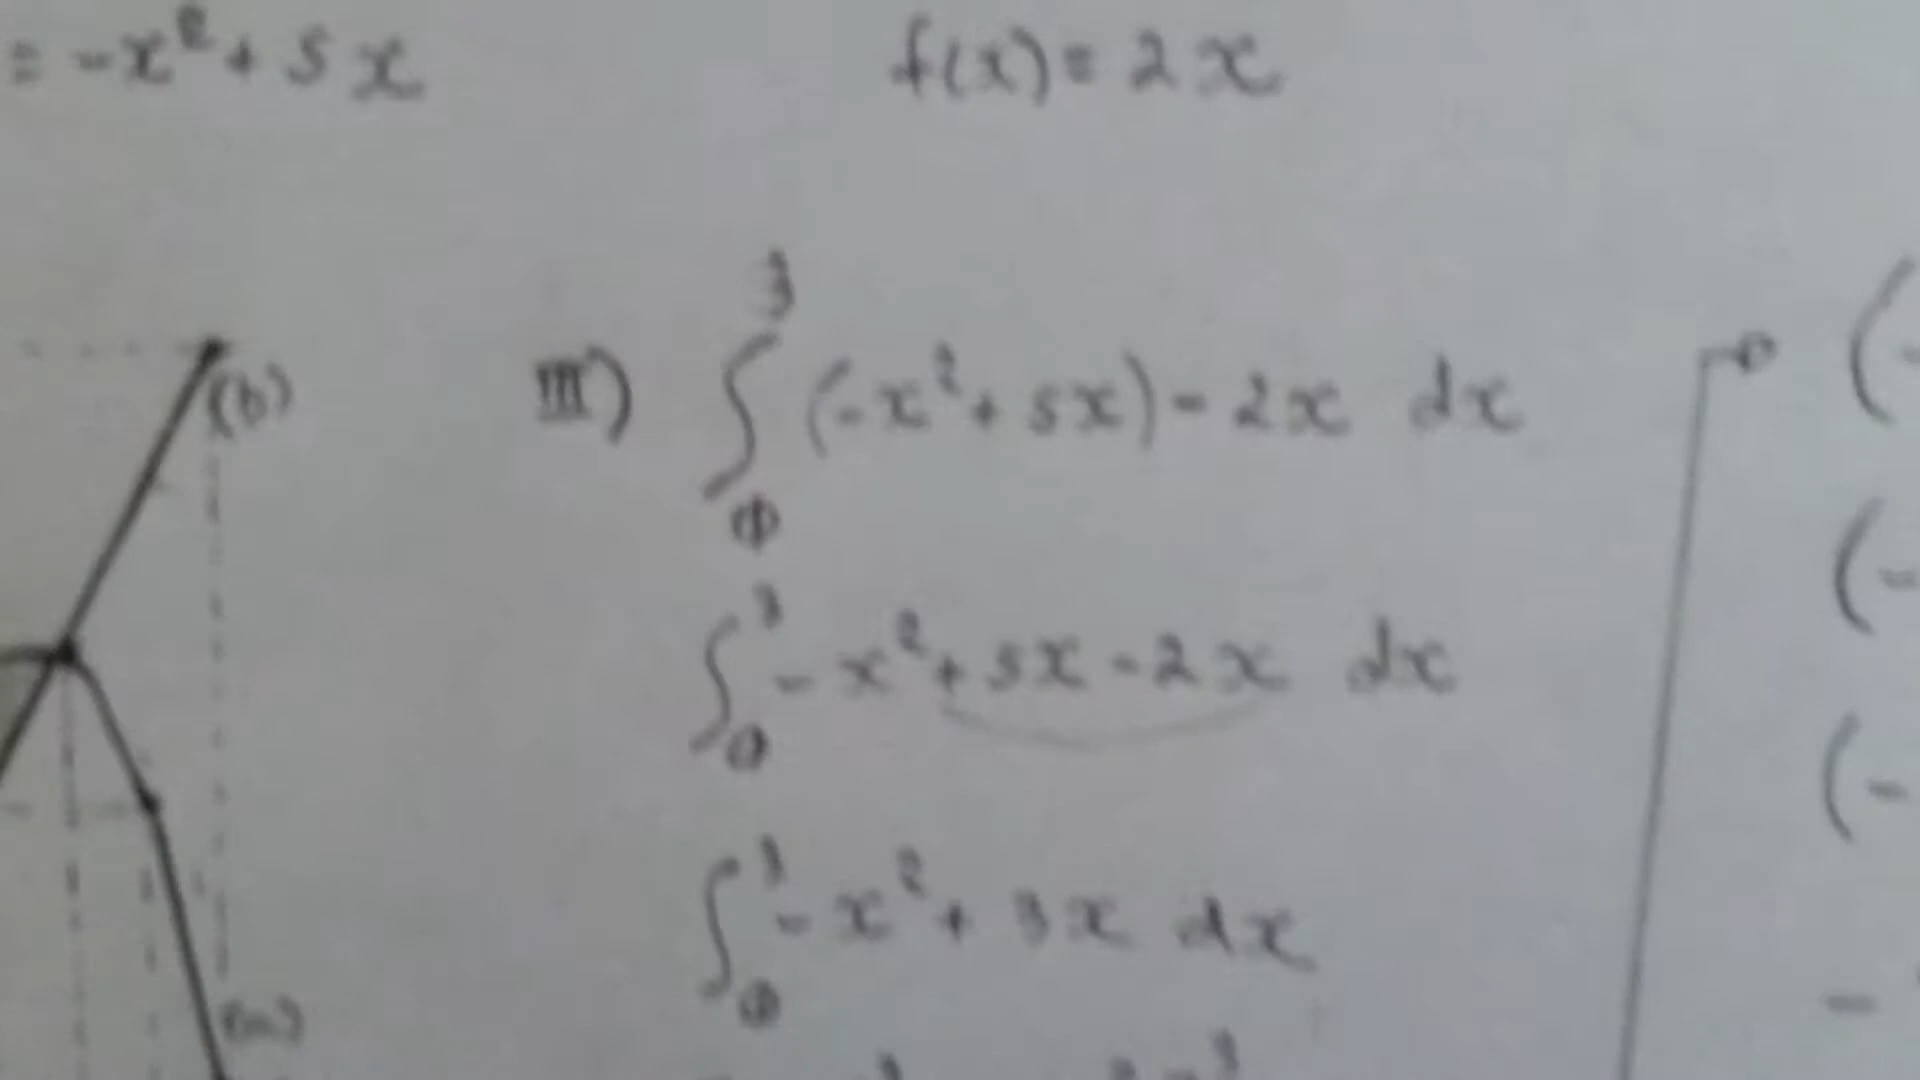 = -x² + 5x
f(x) = 2x
(b)
III) ∫₀³ (-x² + 5x) - 2x dx
∫₀³ -x² + 5x - 2x dx
∫₀³ -x² + 3x dx
(a)
(-
(-
(-
-